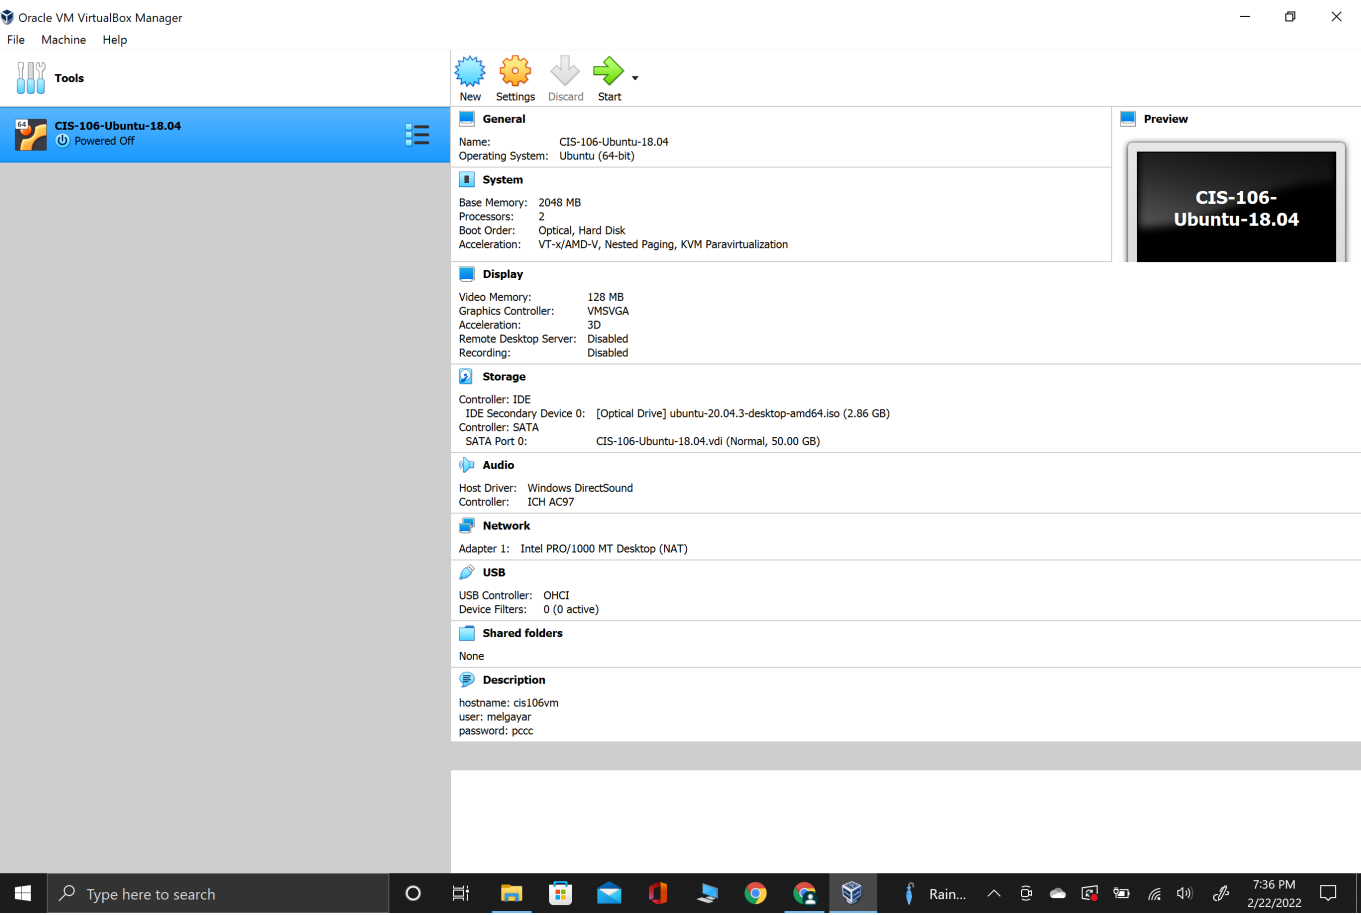 Oracle VM VirtualBox Manager
File Machine Help
Tools
New Settings Discard Start
64
CIS-106-Ubuntu-18.04
Powered Off
General
Name: CIS-106-Ubuntu-18.04
Operating System: Ubuntu (64-bit)
System
Base Memory: 2048 MB
Processors: 2
Boot Order: Optical, Hard Disk
Acceleration: VT-x/AMD-V, Nested Paging, KVM Paravirtualization
Preview
CIS-106-
Ubuntu-18.04
Display
Video Memory: 128 MB
Graphics Controller: VMSVGA
Acceleration: 3D
Remote Desktop Server: Disabled
Recording: Disabled
Storage
Controller: IDE
IDE Secondary Device 0: [Optical Drive] ubuntu-20.04.3-desktop-amd64.iso (2.86 GB)
Controller: SATA
SATA Port 0: CIS-106-Ubuntu-18.04.vdi (Normal, 50.00 GB)
Audio
Host Driver: Windows DirectSound
Controller: ICH AC97
Network
Adapter 1: Intel PRO/1000 MT Desktop (NAT)
USB
USB Controller: OHCI
Device Filters: 0 (0 active)
Shared folders
None
Description
hostname: cis106vm
user: melgayar
password: pccc
Type here to search
Rain...
7:36 PM
2/22/2022